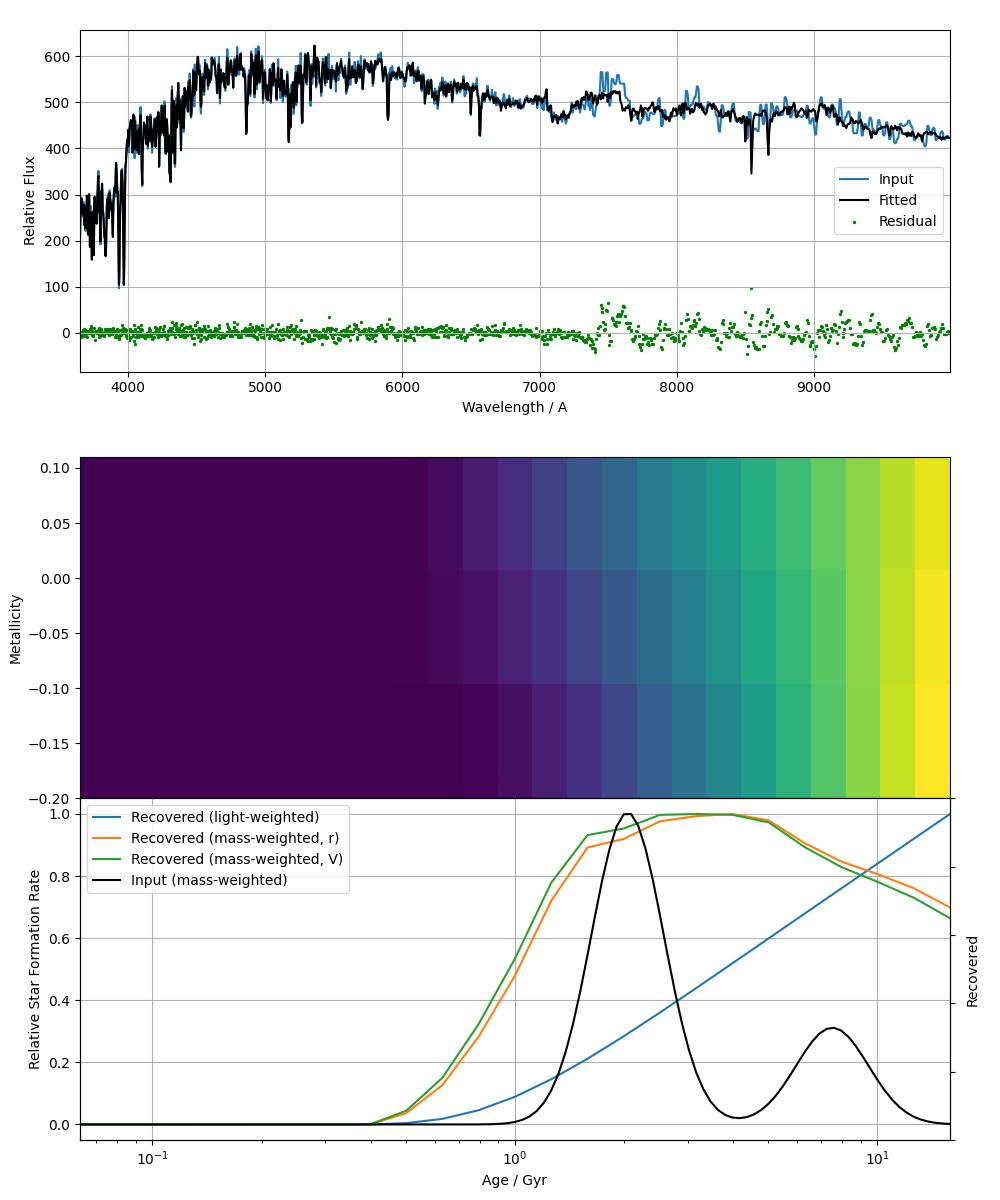 600
500
400
300
200
100
0
Relative Flux
Input
Fitted
Residual
4000
5000
6000
7000
8000
9000
Wavelength / A
0.10
0.05
0.00
−0.05
−0.10
−0.15
−0.20
Metallicity
1.0
0.8
0.6
0.4
0.2
0.0
Relative Star Formation Rate
Recovered (light-weighted)
Recovered (mass-weighted, r)
Recovered (mass-weighted, V)
Input (mass-weighted)
Recovered
10⁻¹
10⁰
10¹
Age / Gyr